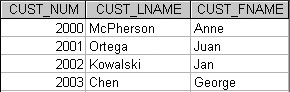 CUST_NUM CUST_LNAME CUST_FNAME
2000 McPherson Anne
2001 Ortega Juan
2002 Kowalski Jan
2003 Chen George